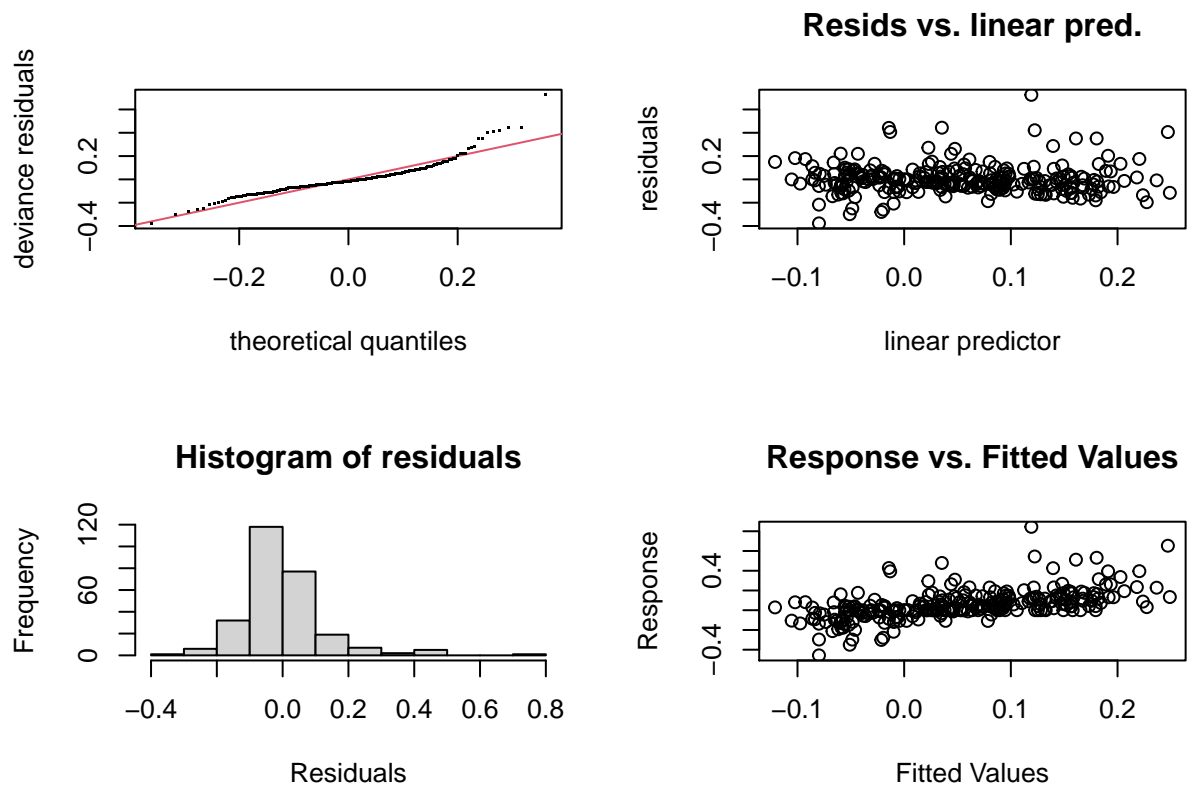 deviance residuals
0.2
−0.4
−0.2
0.0
0.2
theoretical quantiles
Resids vs. linear pred.
residuals
0.2
−0.4
−0.1
0.0
0.1
0.2
linear predictor
Histogram of residuals
Frequency
120
60
0
−0.4
0.0
0.2
0.4
0.6
0.8
Residuals
Response vs. Fitted Values
Response
0.4
−0.4
−0.1
0.0
0.1
0.2
Fitted Values